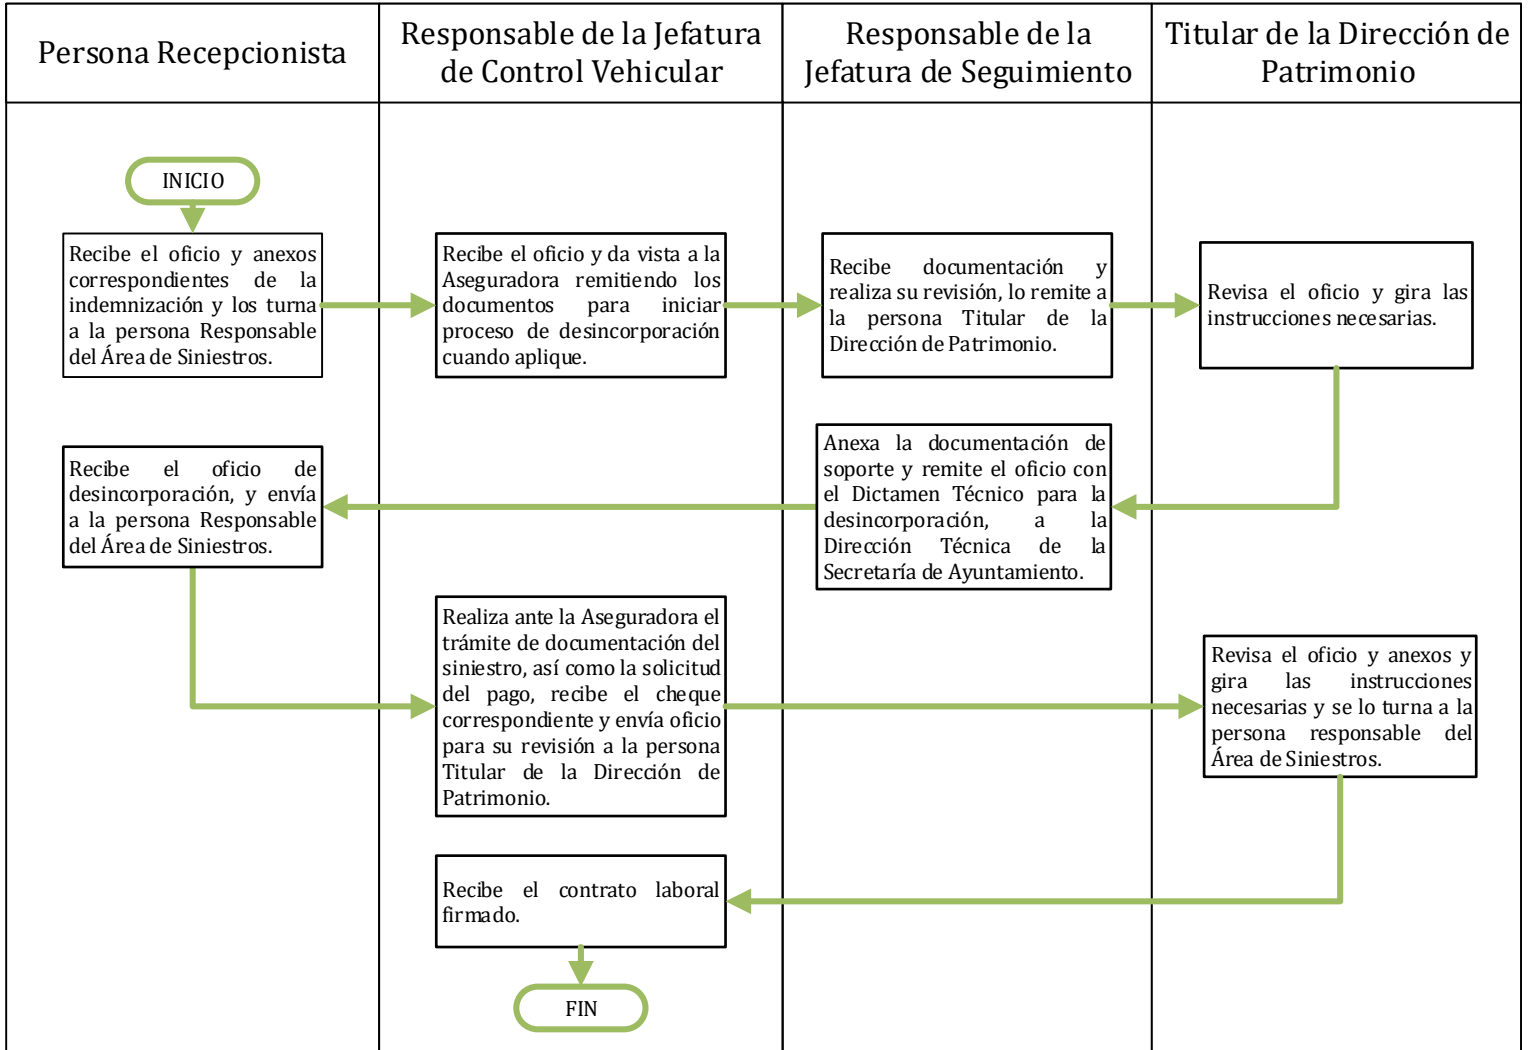 Persona Recepcionista
Responsable de la Jefatura
de Control Vehicular
Responsable de la
Jefatura de Seguimiento
Titular de la Dirección de
Patrimonio
INICIO
Recibe el oficio y anexos
correspondientes de la
indemnización y los turna
a la persona Responsable
del Área de Siniestros.
Recibe el oficio y da vista a la
Aseguradora remitiendo los
documentos para iniciar
proceso de desincorporación
cuando aplique.
Recibe documentación y
realiza su revisión, lo remite a
la persona Titular de la
Dirección de Patrimonio.
Revisa el oficio y gira las
instrucciones necesarias.
Anexa la documentación de
soporte y remite el oficio con
el Dictamen Técnico para la
desincorporación, a la
Dirección Técnica de la
Secretaría de Ayuntamiento.
Recibe el oficio de
desincorporación, y envía
a la persona Responsable
del Área de Siniestros.
Realiza ante la Aseguradora el
trámite de documentación del
siniestro, así como la solicitud
del pago, recibe el cheque
correspondiente y envía oficio
para su revisión a la persona
Titular de la Dirección de
Patrimonio.
Revisa el oficio y anexos y
gira las instrucciones
necesarias y se lo turna a la
persona responsable del
Área de Siniestros.
Recibe el contrato laboral
firmado.
FIN